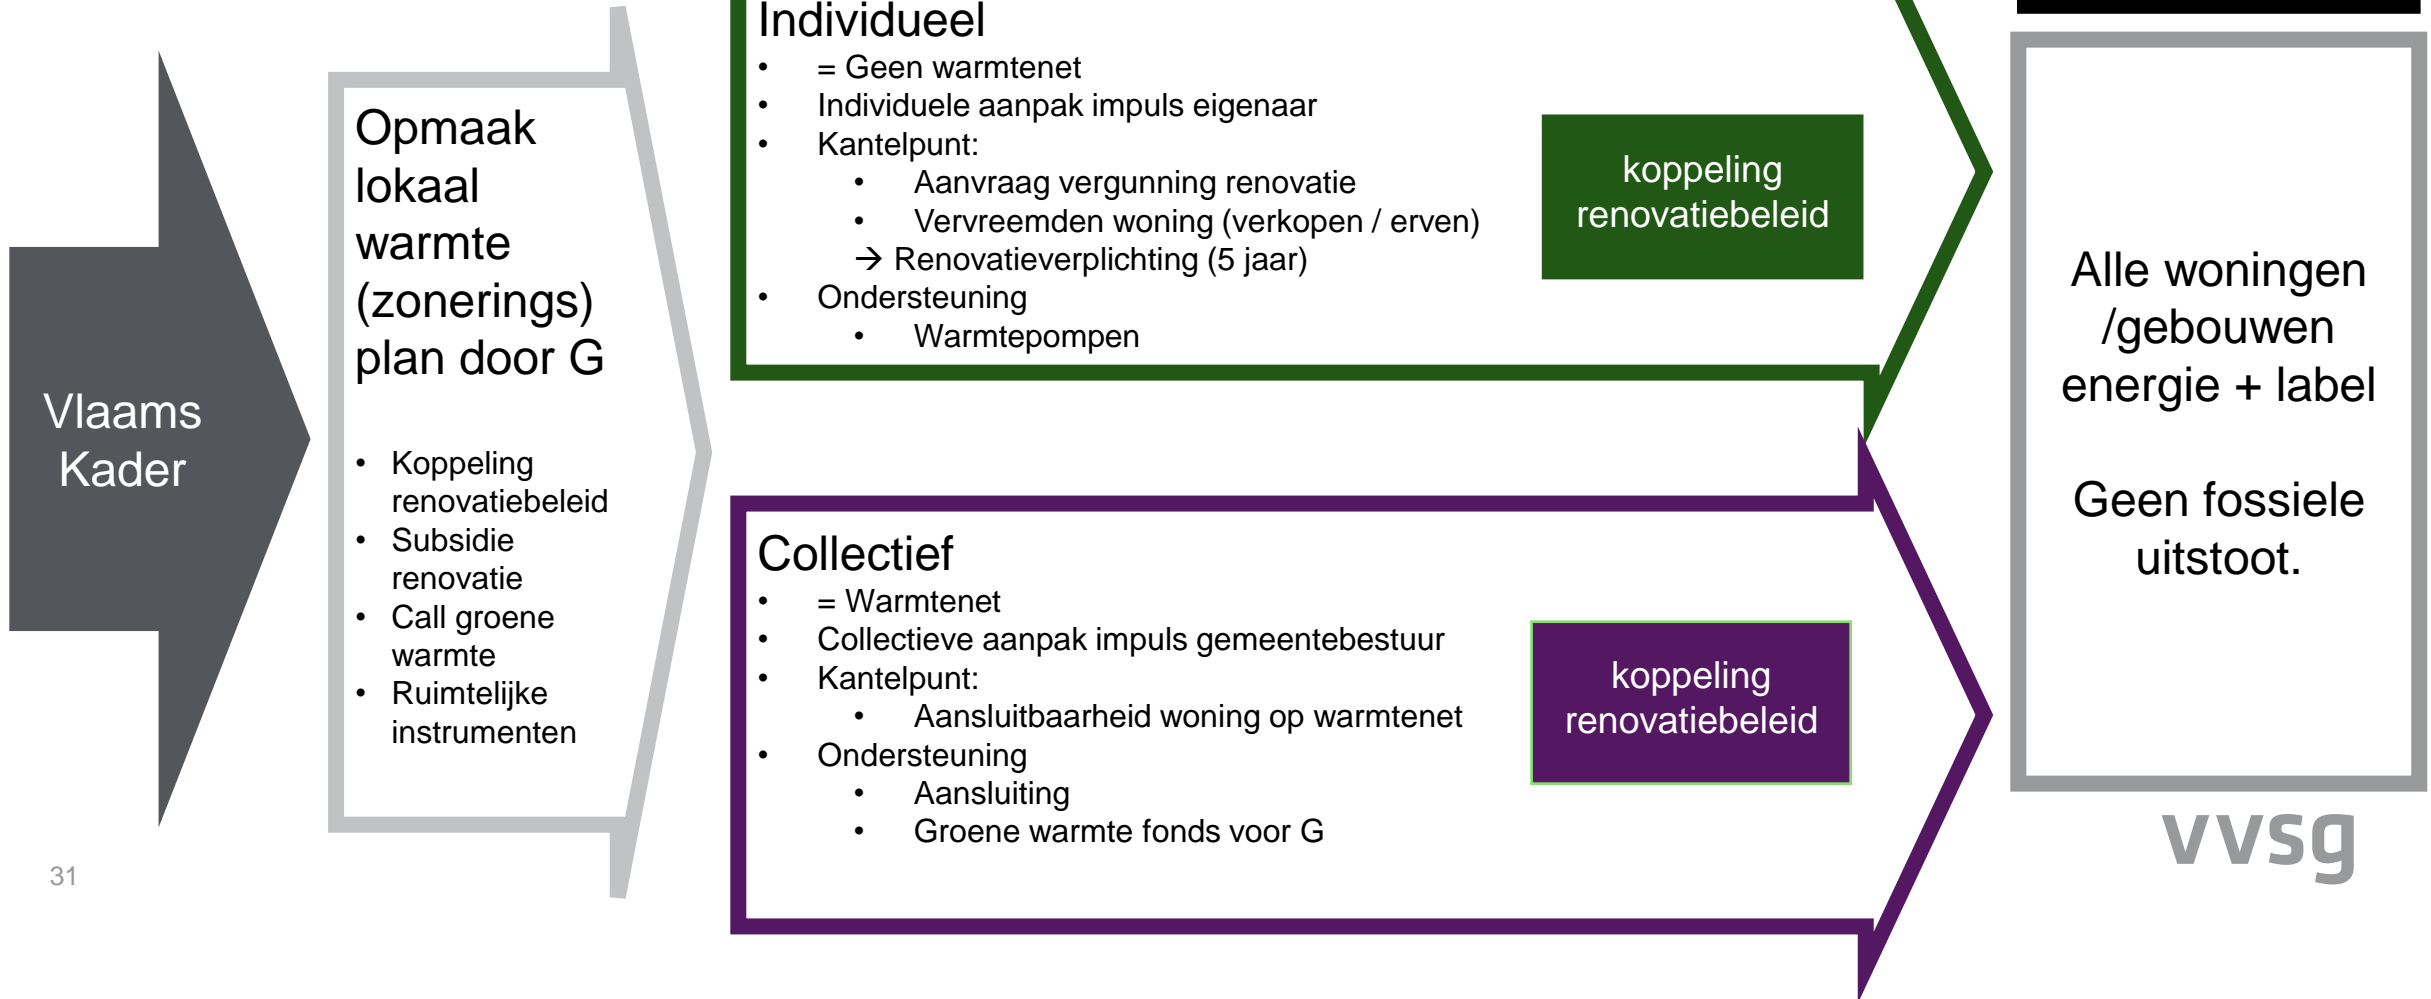 Vlaams
Kader
Opmaak
lokaal
warmte
(zonerings)
plan door G
• Koppeling
renovatiebeleid
• Subsidie
renovatie
• Call groene
warmte
• Ruimtelijke
instrumenten
Individueel
• = Geen warmtenet
• Individuele aanpak impuls eigenaar
• Kantelpunt:
• Aanvraag vergunning renovatie
• Vervreemden woning (verkopen / erven)
→ Renovatieverplichting (5 jaar)
• Ondersteuning
• Warmtepompen
koppeling
renovatiebeleid
Collectief
• = Warmtenet
• Collectieve aanpak impuls gemeentebestuur
• Kantelpunt:
• Aansluitbaarheid woning op warmtenet
• Ondersteuning
• Aansluiting
• Groene warmte fonds voor G
koppeling
renovatiebeleid
Alle woningen
/gebouwen
energie + label
Geen fossiele
uitstoot.
vvsg
31